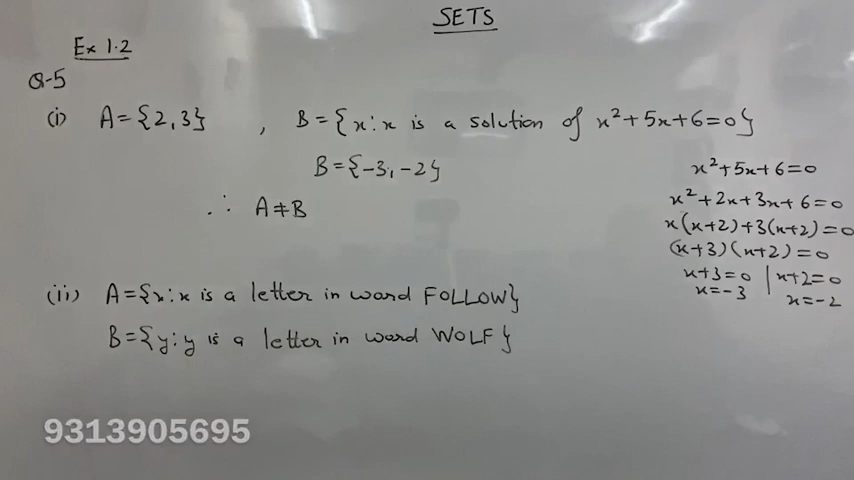 SETS
Ex 1.2
Q-5
(i) A={2,3} , B={x:x is a solution of x²+5x+6=0}
B={-3,-2}
∴ A≠B
x²+5x+6=0
x²+2x+3x+6=0
x(x+2)+3(x+2)=0
(x+3)(x+2)=0
x+3=0 | x+2=0
x=-3 x=-2
(ii) A={x:x is a letter in word FOLLOW}
B={y:y is a letter in word WOLF}
9313905695